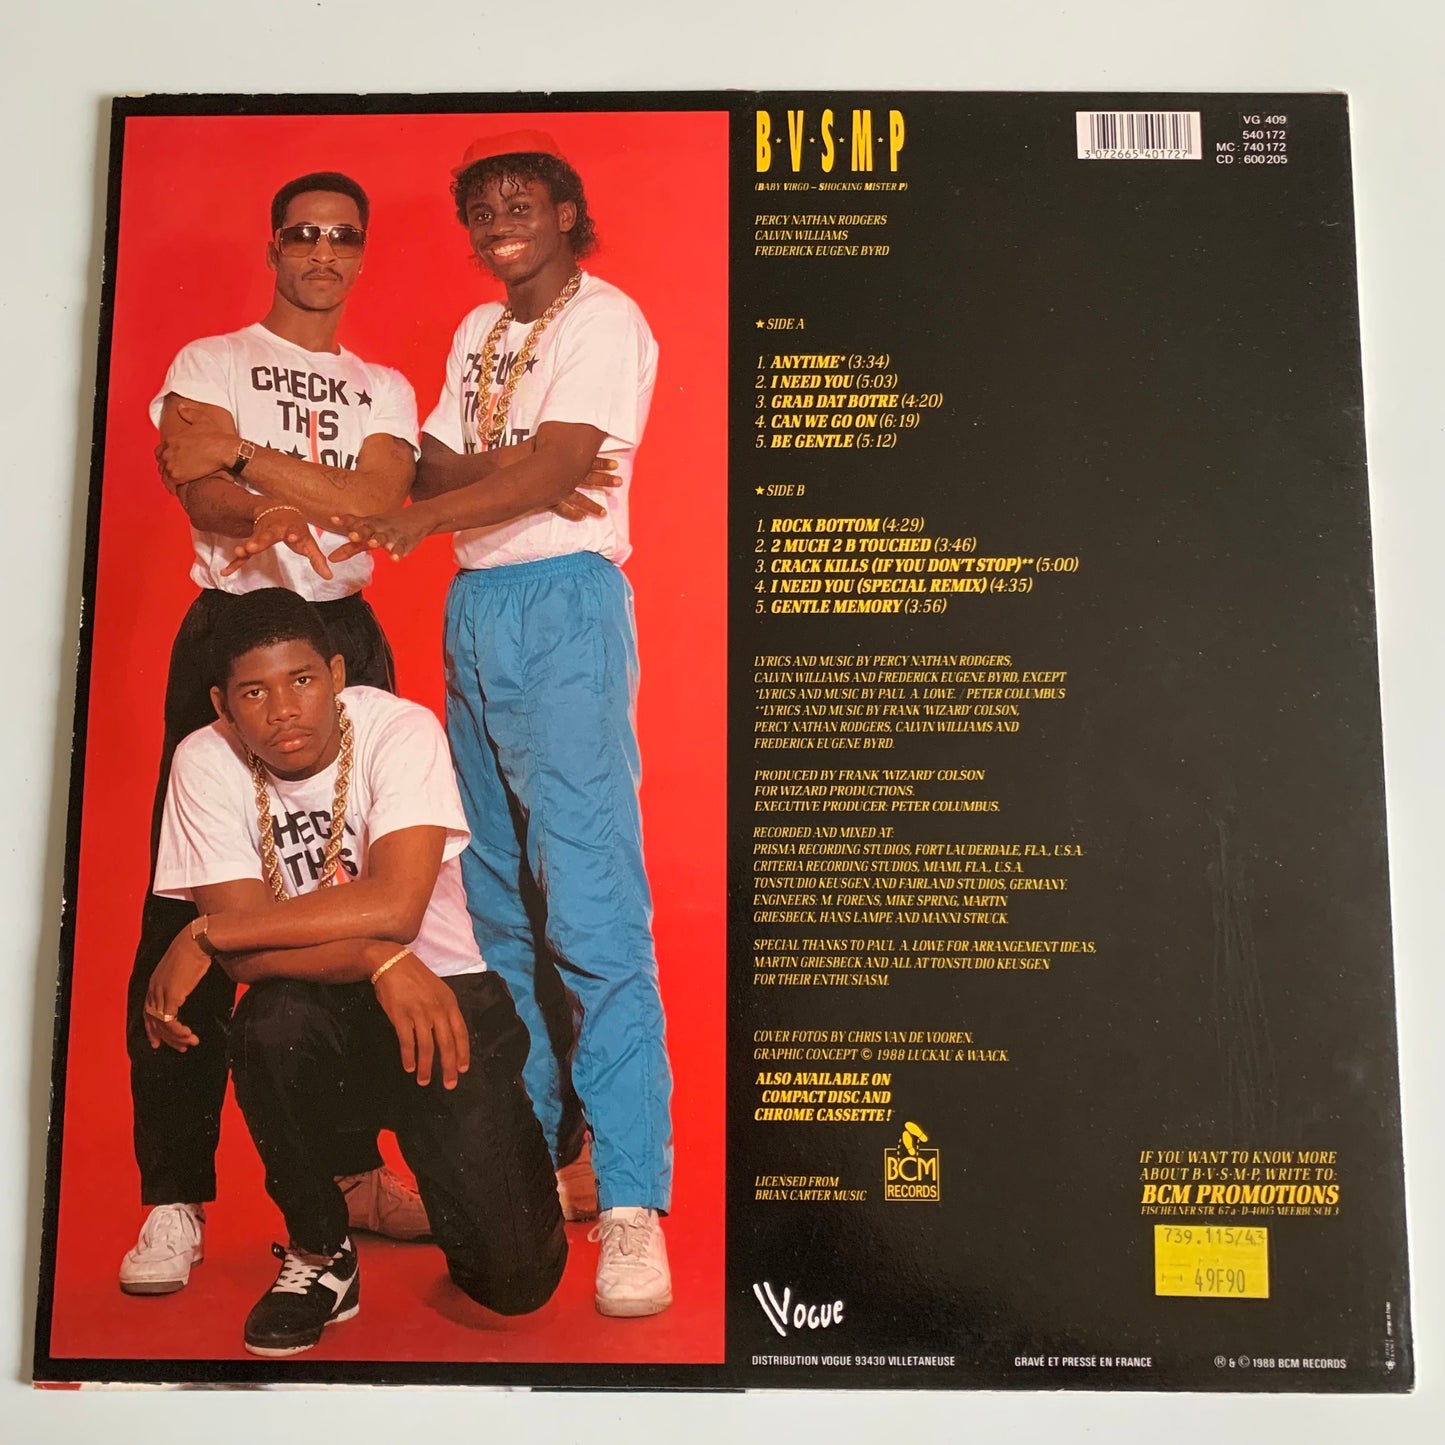 B·V·S·M·P
(BABY VIRGO – SHOCKING MISTER P)
PERCY NATHAN RODGERS
CALVIN WILLIAMS
FREDERICK EUGENE BYRD
3 072665 401727
VG 409
540 172
MC : 740 172
CD : 600 205
CHECK ★
THIS
★★ OUT
CHECK ★
THIS
OUT
CHECK
THIS
★ SIDE A
1. ANYTIME* (3:34)
2. I NEED YOU (5:03)
3. GRAB DAT BOTRE (4:20)
4. CAN WE GO ON (6:19)
5. BE GENTLE (5:12)
★ SIDE B
1. ROCK BOTTOM (4:29)
2. 2 MUCH 2 B TOUCHED (3:46)
3. CRACK KILLS (IF YOU DON'T STOP)** (5:00)
4. I NEED YOU (SPECIAL REMIX) (4:35)
5. GENTLE MEMORY (3:56)
LYRICS AND MUSIC BY PERCY NATHAN RODGERS,
CALVIN WILLIAMS AND FREDERICK EUGENE BYRD, EXCEPT
*LYRICS AND MUSIC BY PAUL A. LOWE. / PETER COLUMBUS
**LYRICS AND MUSIC BY FRANK 'WIZARD' COLSON,
PERCY NATHAN RODGERS, CALVIN WILLIAMS AND
FREDERICK EUGENE BYRD.
PRODUCED BY FRANK 'WIZARD' COLSON
FOR WIZARD PRODUCTIONS.
EXECUTIVE PRODUCER: PETER COLUMBUS.
RECORDED AND MIXED AT:
PRISMA RECORDING STUDIOS, FORT LAUDERDALE, FLA., U.S.A.
CRITERIA RECORDING STUDIOS, MIAMI, FLA., U.S.A.
TONSTUDIO KEUSGEN AND FAIRLAND STUDIOS, GERMANY.
ENGINEERS: M. FORENS, MIKE SPRING, MARTIN
GRIESBECK, HANS LAMPE AND MANNI STRUCK.
SPECIAL THANKS TO PAUL A. LOWE FOR ARRANGEMENT IDEAS,
MARTIN GRIESBECK AND ALL AT TONSTUDIO KEUSGEN
FOR THEIR ENTHUSIASM.
COVER FOTOS BY CHRIS VAN DE VOOREN.
GRAPHIC CONCEPT © 1988 LUCKAU & WAACK.
ALSO AVAILABLE ON
COMPACT DISC AND
CHROME CASSETTE!
LICENSED FROM
BRIAN CARTER MUSIC
BCM
RECORDS
IF YOU WANT TO KNOW MORE
ABOUT B·V·S·M·P, WRITE TO:
BCM PROMOTIONS
FISCHELNER STR. 67a · D-4005 MEERBUSCH 3
739.115/43
49F90
VOGUE
DISTRIBUTION VOGUE 93430 VILLETANEUSE
GRAVÉ ET PRESSÉ EN FRANCE
℗ & © 1988 BCM RECORDS